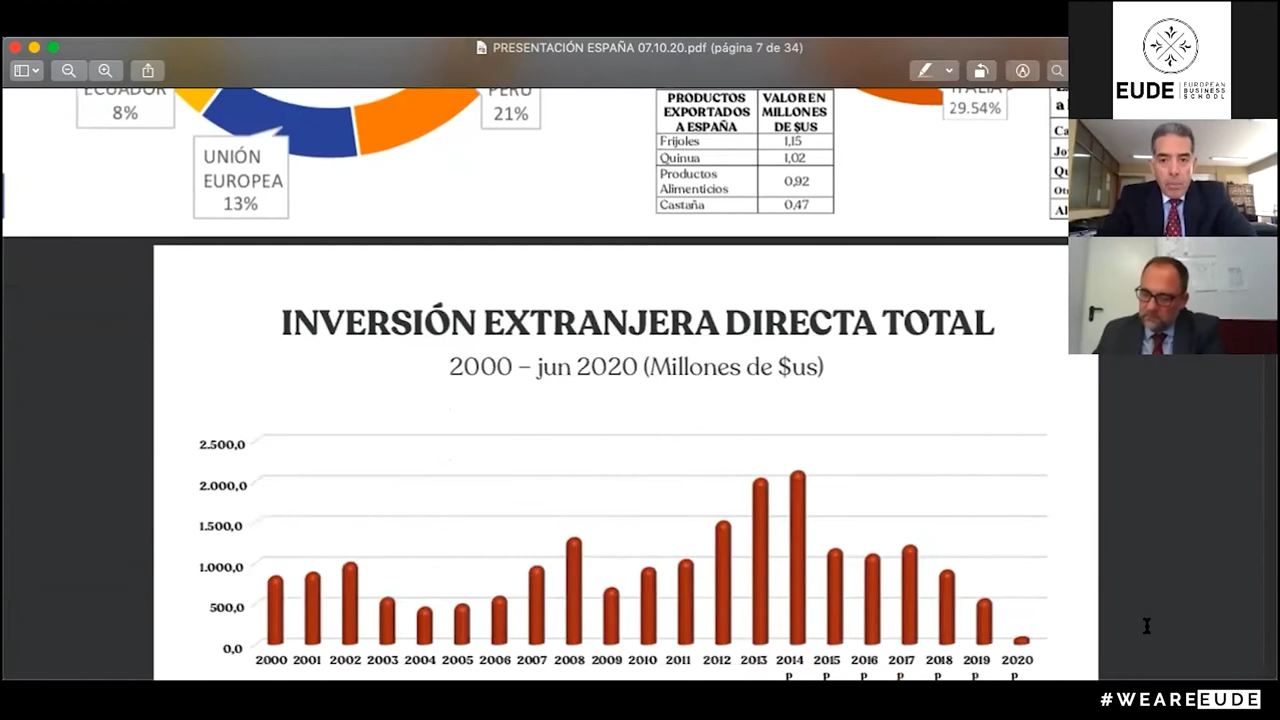 PRESENTACIÓN ESPAÑA 07.10.20.pdf (página 7 de 34)
EUDE EUROPEAN BUSINESS SCHOOL
ECUADOR
8%
PERÚ
21%
UNIÓN
EUROPEA
13%
PRODUCTOS EXPORTADOS A ESPAÑA VALOR EN MILLONES DE $US
Frijoles 1,15
Quinua 1,02
Productos Alimenticios 0,92
Castaña 0,47
ITALIA
29.54%
INVERSIÓN EXTRANJERA DIRECTA TOTAL
2000 – jun 2020 (Millones de $us)
2.500,0
2.000,0
1.500,0
1.000,0
500,0
0,0
2000 2001 2002 2003 2004 2005 2006 2007 2008 2009 2010 2011 2012 2013 2014 2015 2016 2017 2018 2019 2020
p p p p p p p
#WEAREEUDE